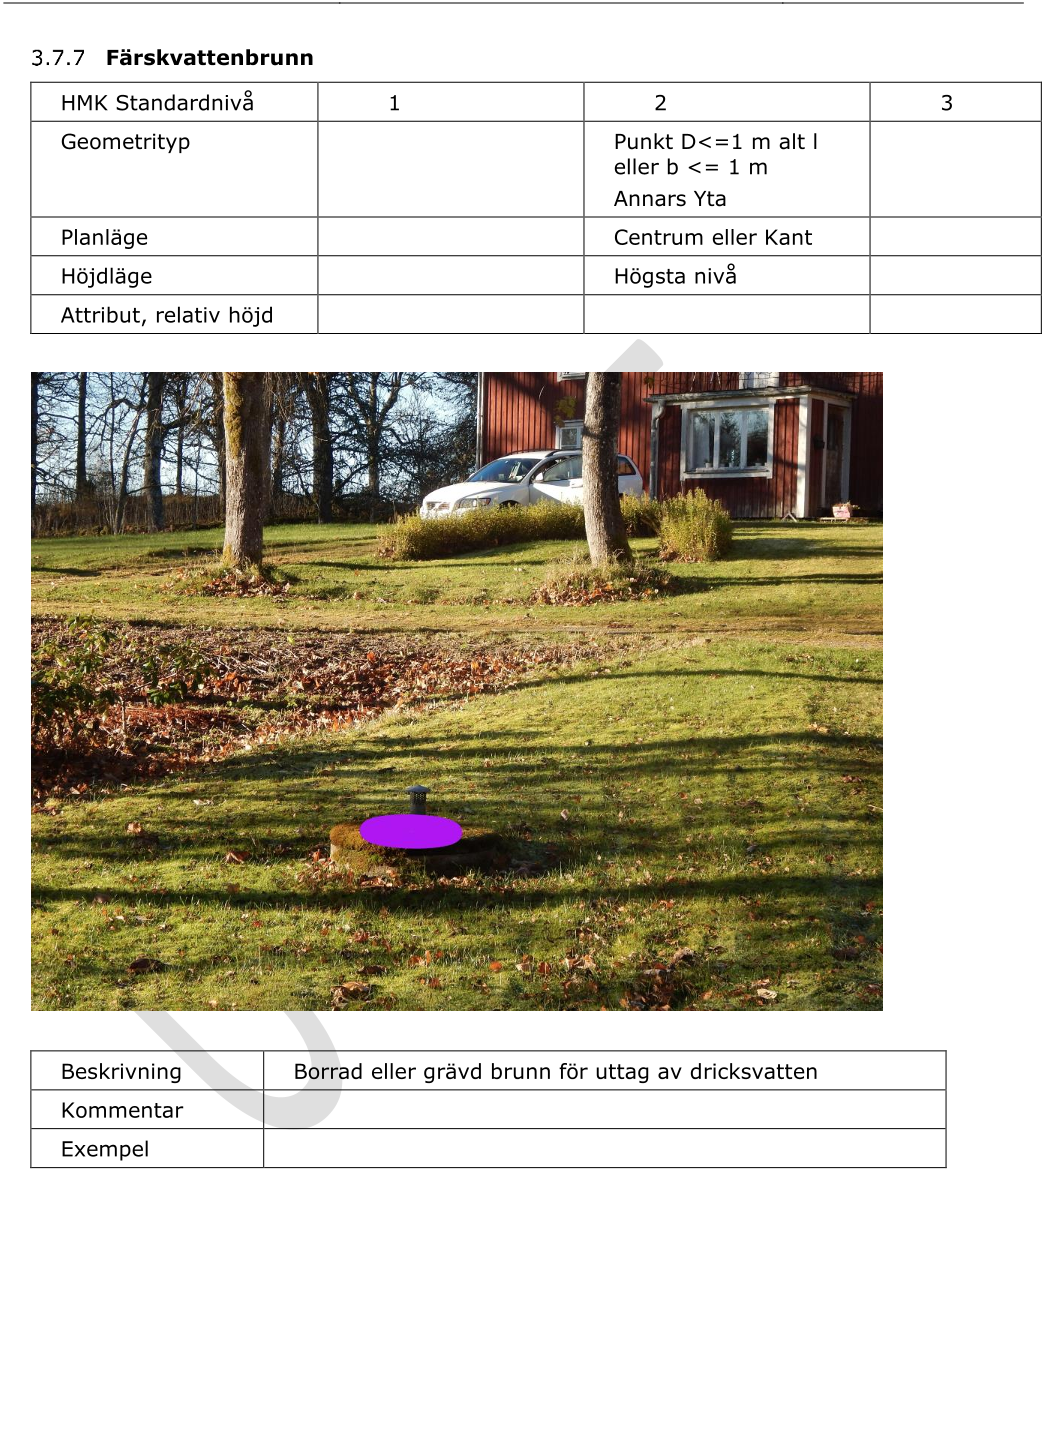 3.7.7 Färskvattenbrunn
HMK Standardnivå 1 2 3
Geometrityp Punkt D<=1 m alt l
eller b <= 1 m
Annars Yta
Planläge Centrum eller Kant
Höjdläge Högsta nivå
Attribut, relativ höjd
Beskrivning Borrad eller grävd brunn för uttag av dricksvatten
Kommentar
Exempel